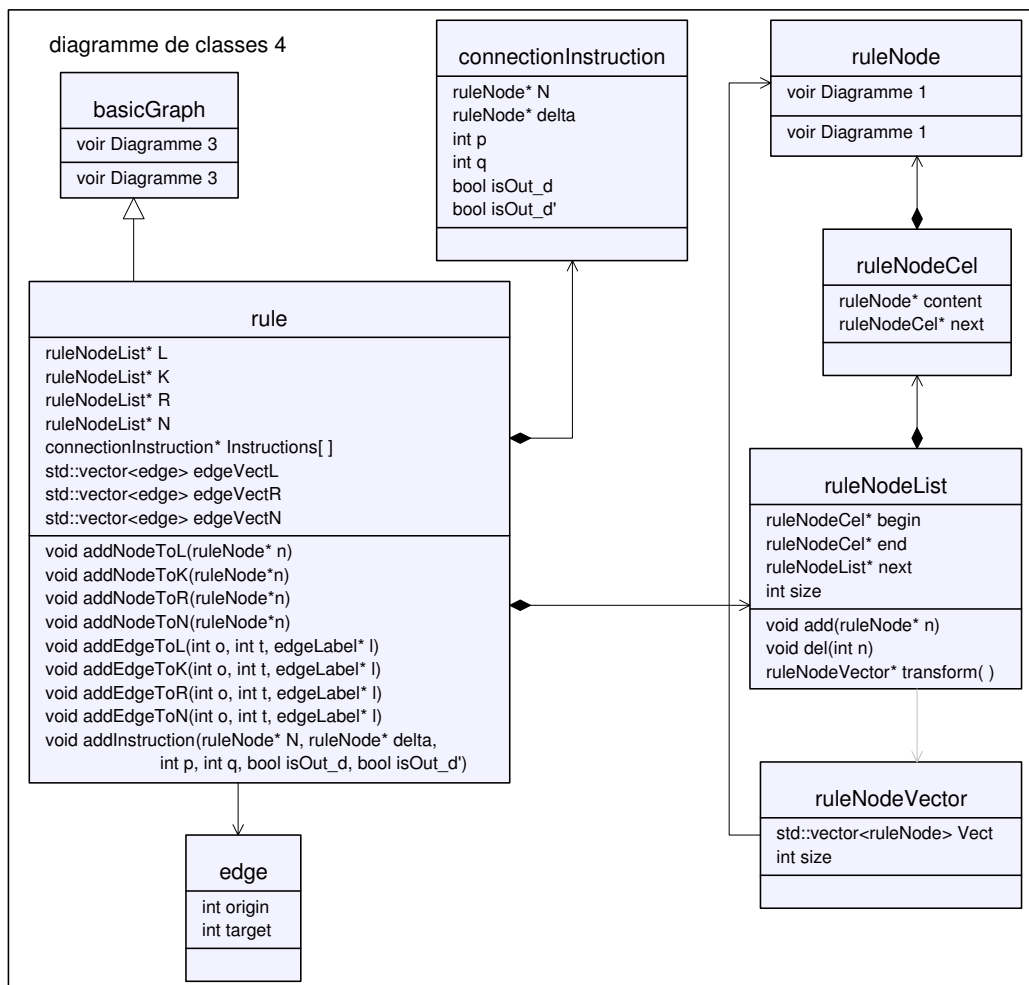 diagramme de classes 4
basicGraph
voir Diagramme 3
voir Diagramme 3
connectionInstruction
ruleNode* N
ruleNode* delta
int p
int q
bool isOut_d
bool isOut_d'
ruleNode
voir Diagramme 1
voir Diagramme 1
ruleNodeCel
ruleNode* content
ruleNodeCel* next
rule
ruleNodeList* L
ruleNodeList* K
ruleNodeList* R
ruleNodeList* N
connectionInstruction* Instructions[ ]
std::vector<edge> edgeVectL
std::vector<edge> edgeVectR
std::vector<edge> edgeVectN
void addNodeToL(ruleNode* n)
void addNodeToK(ruleNode*n)
void addNodeToR(ruleNode*n)
void addNodeToN(ruleNode*n)
void addEdgeToL(int o, int t, edgeLabel* l)
void addEdgeToK(int o, int t, edgeLabel* l)
void addEdgeToR(int o, int t, edgeLabel* l)
void addEdgeToN(int o, int t, edgeLabel* l)
void addInstruction(ruleNode* N, ruleNode* delta,
int p, int q, bool isOut_d, bool isOut_d')
ruleNodeList
ruleNodeCel* begin
ruleNodeCel* end
ruleNodeList* next
int size
void add(ruleNode* n)
void del(int n)
ruleNodeVector* transform( )
ruleNodeVector
std::vector<ruleNode> Vect
int size
edge
int origin
int target